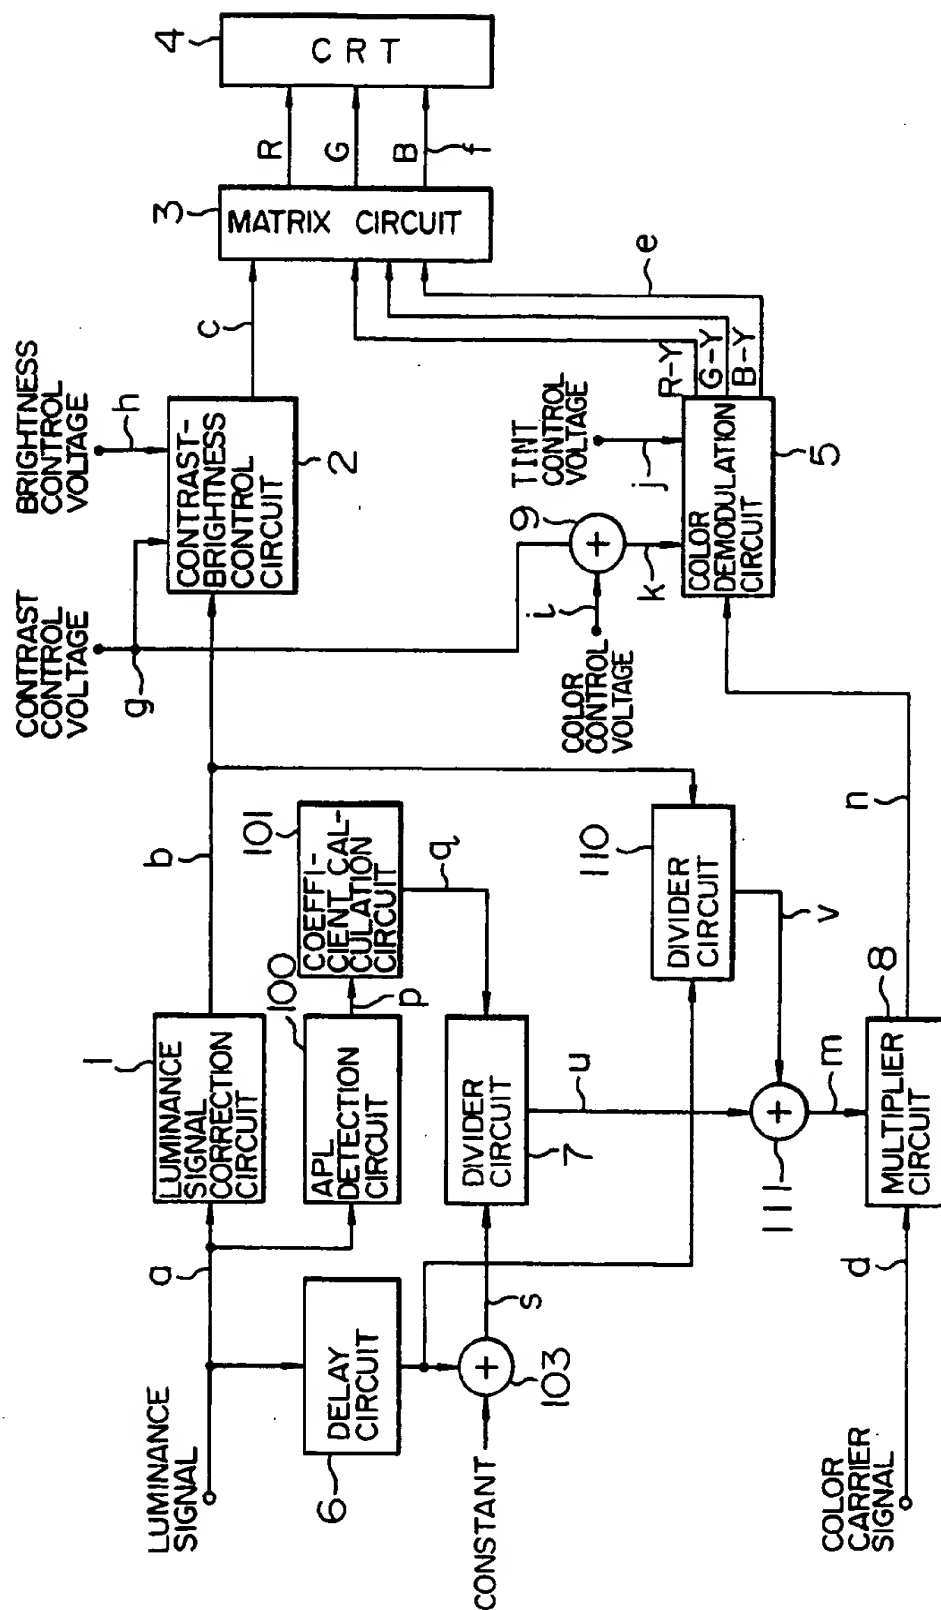 LUMINANCE
SIGNAL
a
1
LUMINANCE
SIGNAL
CORRECTION
CIRCUIT
b
CONTRAST
CONTROL
VOLTAGE
g
BRIGHTNESS
CONTROL
VOLTAGE
h
CONTRAST-
BRIGHTNESS
CONTROL
CIRCUIT
2
c
3
MATRIX CIRCUIT
R
G
B
f
4
CRT
6
DELAY
CIRCUIT
100
APL
DETECTION
CIRCUIT
p
101
COEFFI-
CIENT CAL-
CULATION
CIRCUIT
q
CONSTANT
103
s
DIVIDER
CIRCUIT
7
u
110
DIVIDER
CIRCUIT
v
111
m
COLOR
CONTROL
VOLTAGE
i
9
k
TINT
CONTROL
VOLTAGE
j
COLOR
DEMODULATION
CIRCUIT
5
R-Y
G-Y
B-Y
e
COLOR
CARRIER
SIGNAL
d
MULTIPLIER
CIRCUIT
8
n